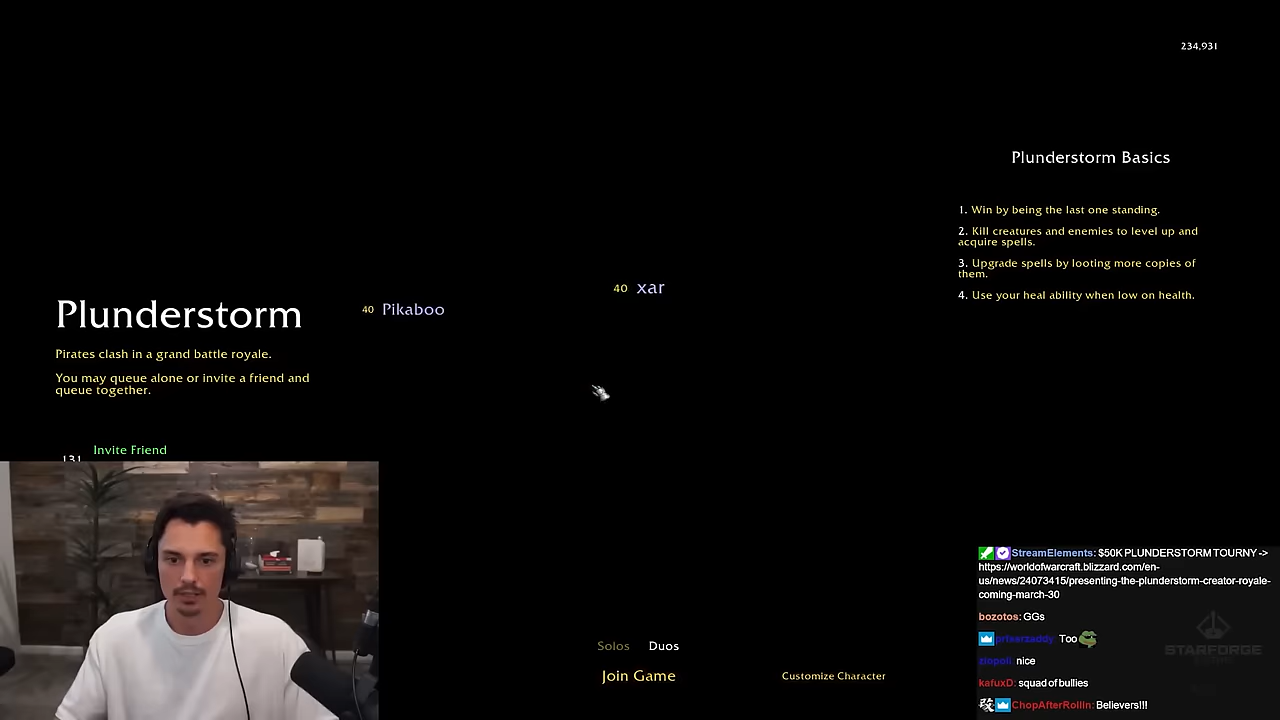 234,931
Plunderstorm Basics
1. Win by being the last one standing.
2. Kill creatures and enemies to level up and
acquire spells.
3. Upgrade spells by looting more copies of
them.
4. Use your heal ability when low on health.
40 xar
40 Pikaboo
Plunderstorm
Pirates clash in a grand battle royale.
You may queue alone or invite a friend and
queue together.
Invite Friend
131
Solos Duos
Join Game
Customize Character
StreamElements: $50K PLUNDERSTORM TOURNY ->
https://worldofwarcraft.blizzard.com/en-
us/news/24073415/presenting-the-plunderstorm-creator-royale-
coming-march-30
bozotos: GGs
Too
nice
kafuxD: squad of bullies
ChopAfterRollin: Believers!!!
STARFORGE